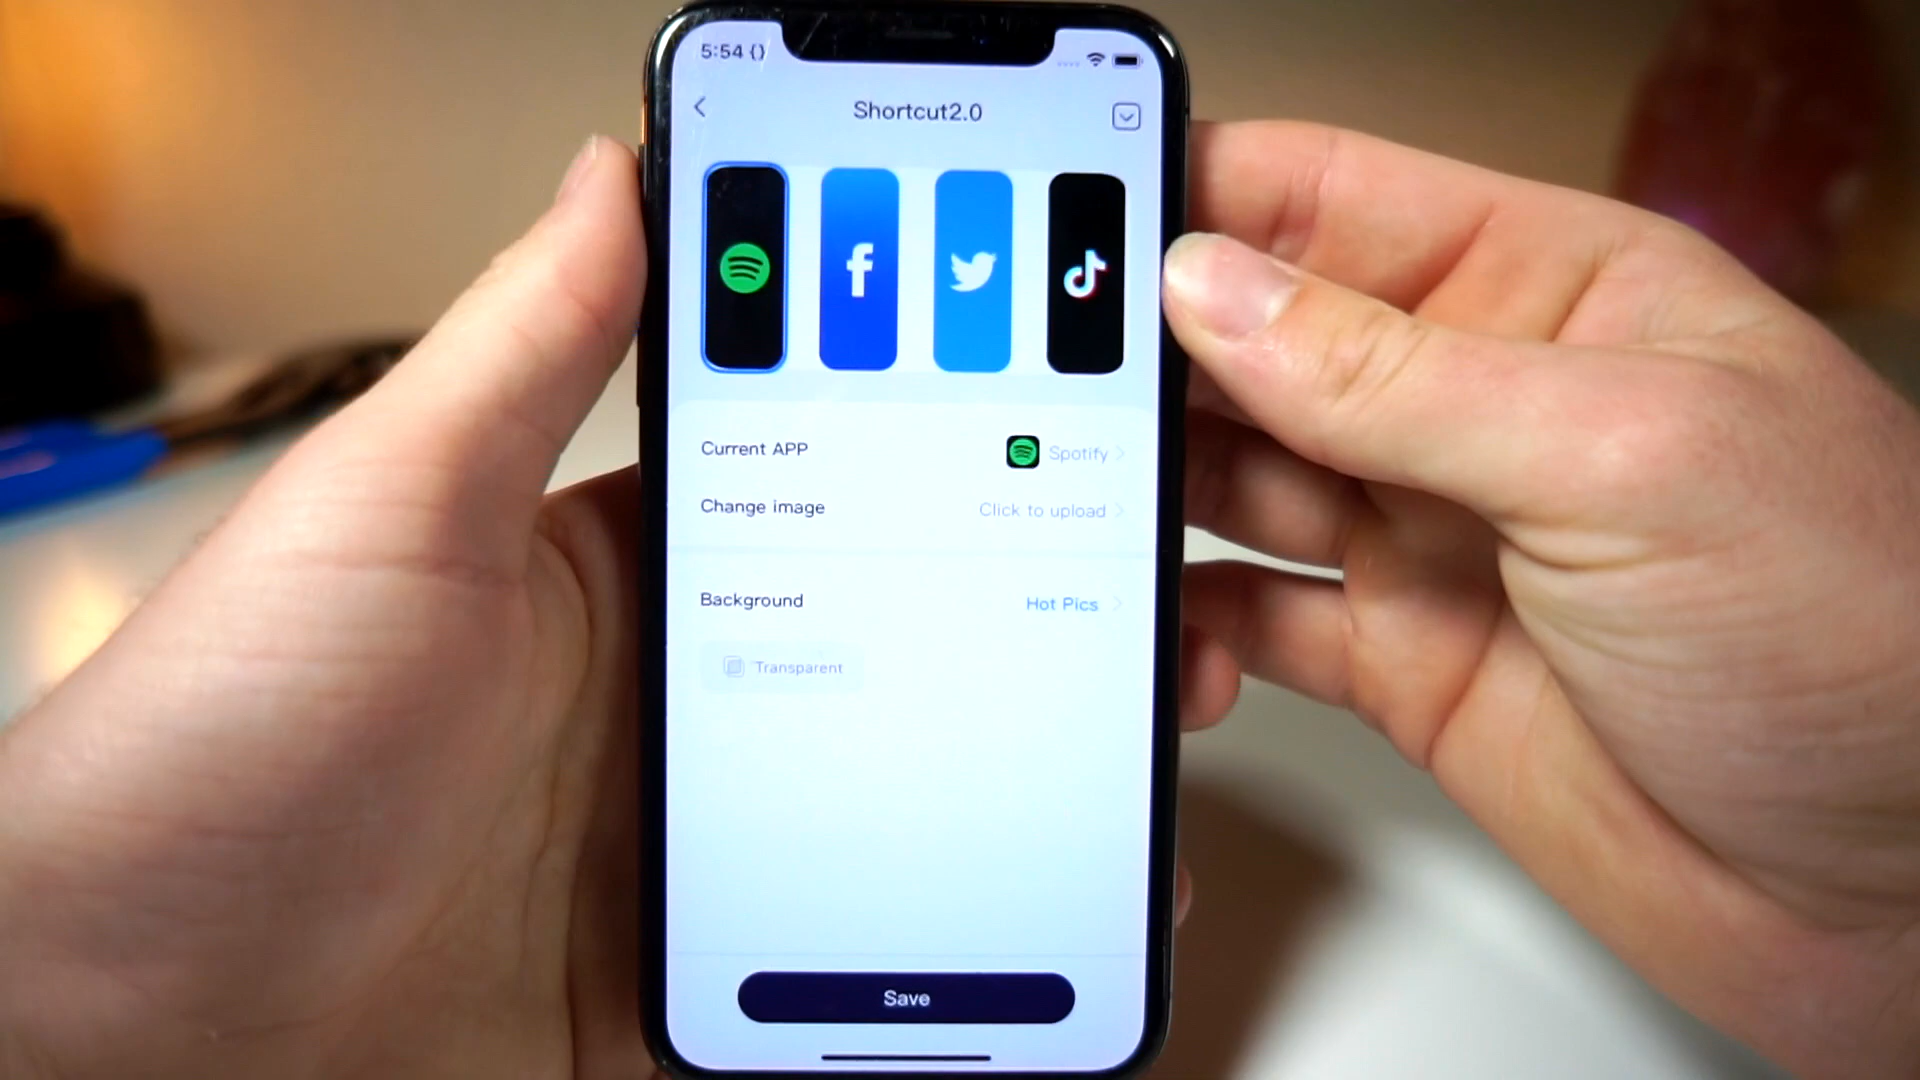 5:54 {}
Shortcut2.0
f
Current APP
Spotify
Change image
Click to upload
Background
Hot Pics
Transparent
Save